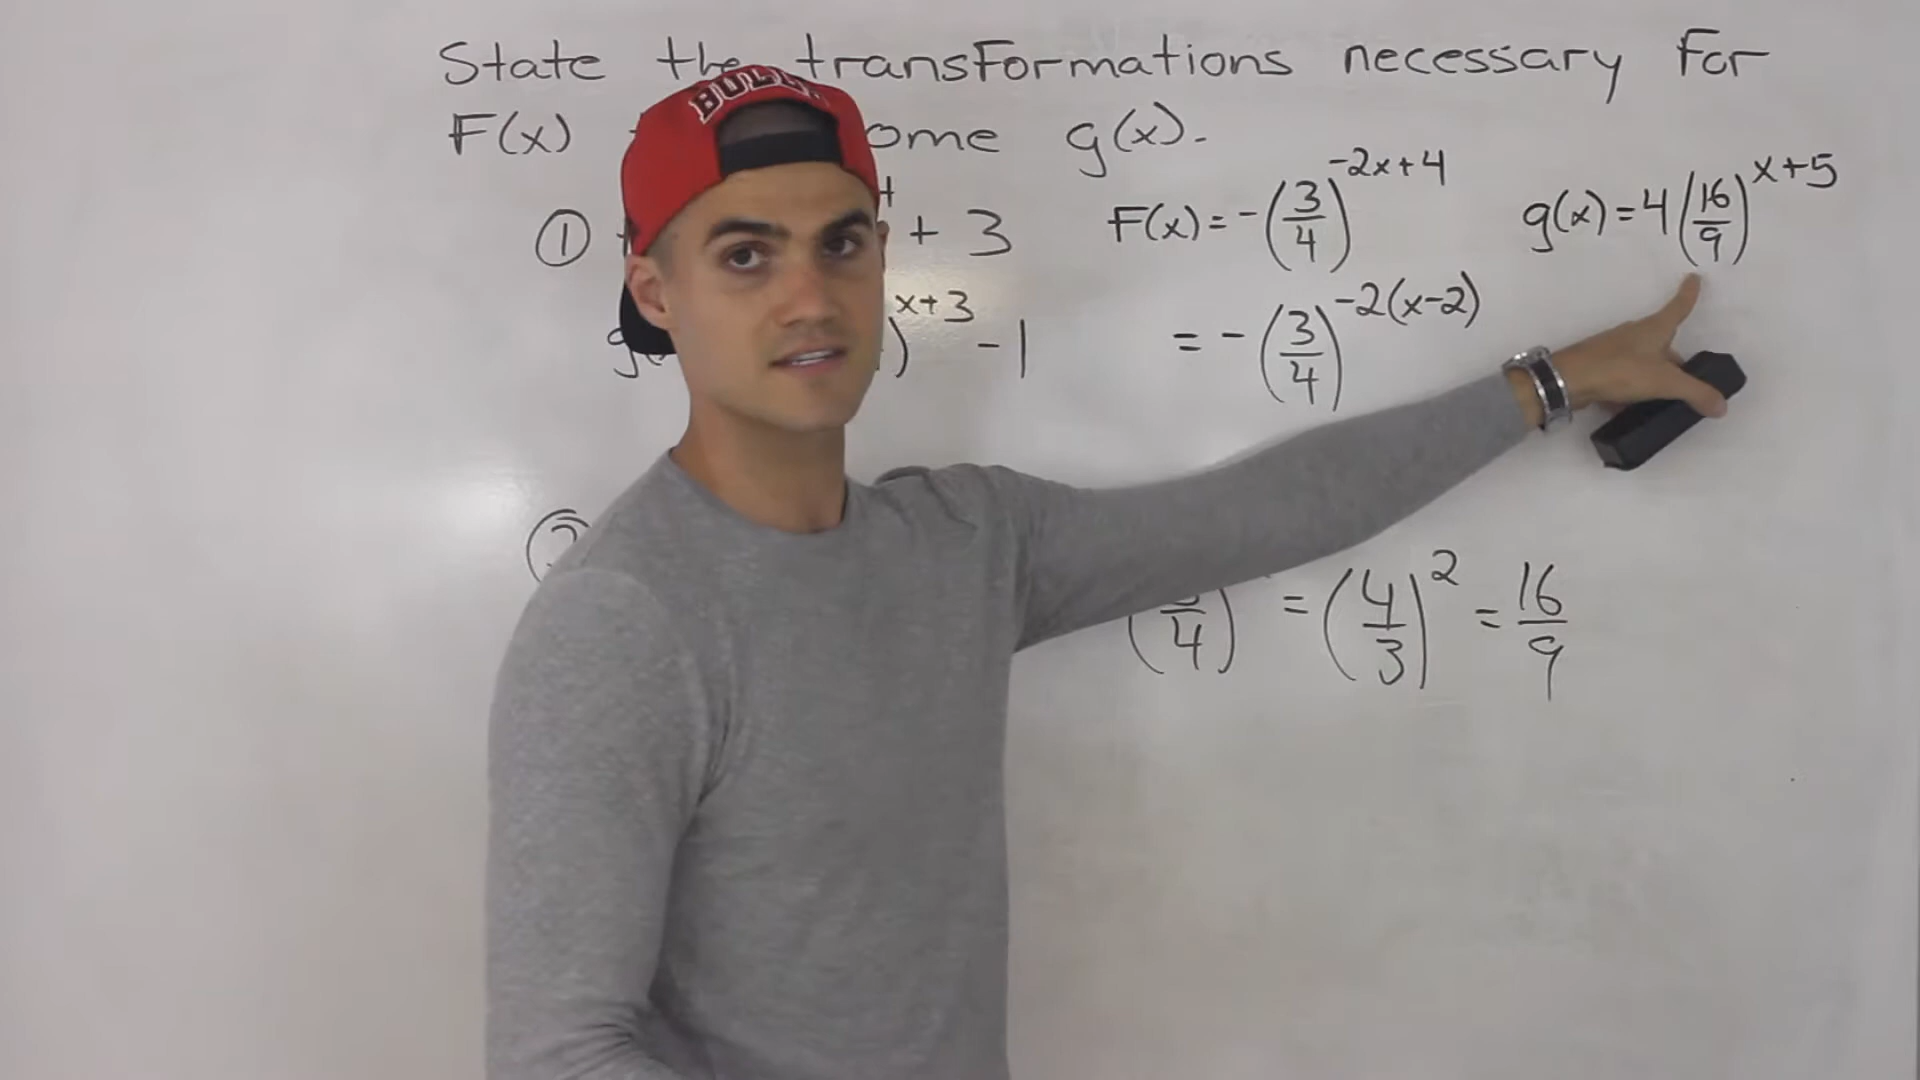 State the transformations necessary for
F(x) ome g(x).
① + 3
x+3 - 1
F(x) = -(3/4)^(-2x+4)
= -(3/4)^(-2(x-2))
g(x) = 4(16/9)^(x+5)
②
4) = (4/3)^2 = 16/9
BULL